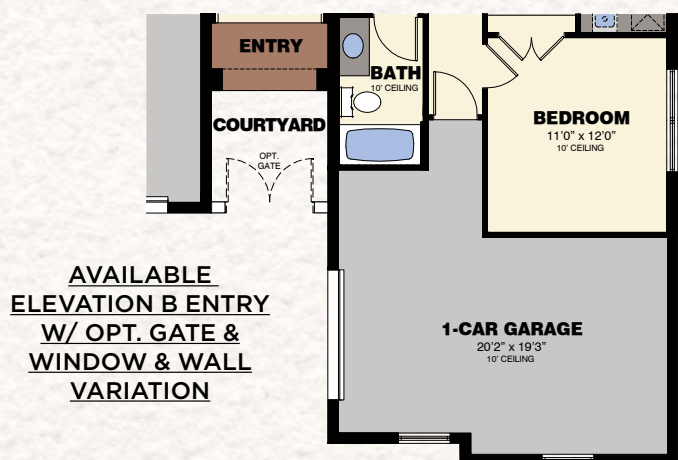 ENTRY
BATH
10' CEILING
COURTYARD
OPT.
GATE
BEDROOM
11'0" x 12'0"
10' CEILING
AVAILABLE
ELEVATION B ENTRY
W/ OPT. GATE &
WINDOW & WALL
VARIATION
1-CAR GARAGE
20'2" x 19'3"
10' CEILING